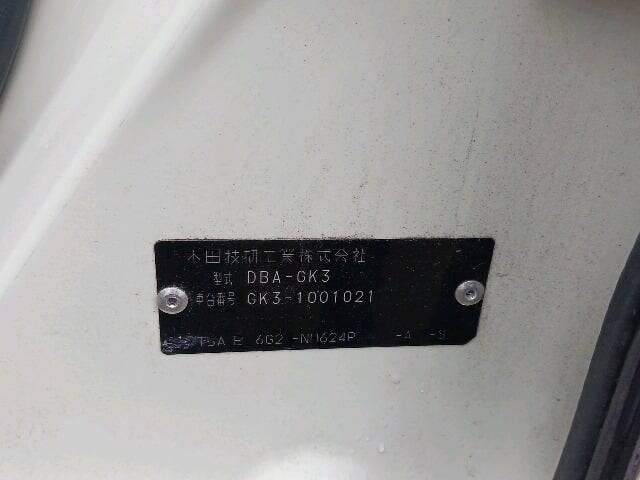 本田技研工業株式会社
型式 DBA-GK3
車台番号 GK3-1001021
6G2 -NH624P -A -S